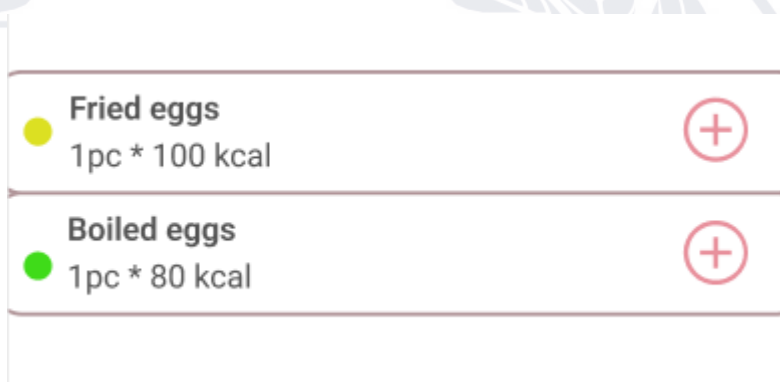 Fried eggs
1pc * 100 kcal
Boiled eggs
1pc * 80 kcal